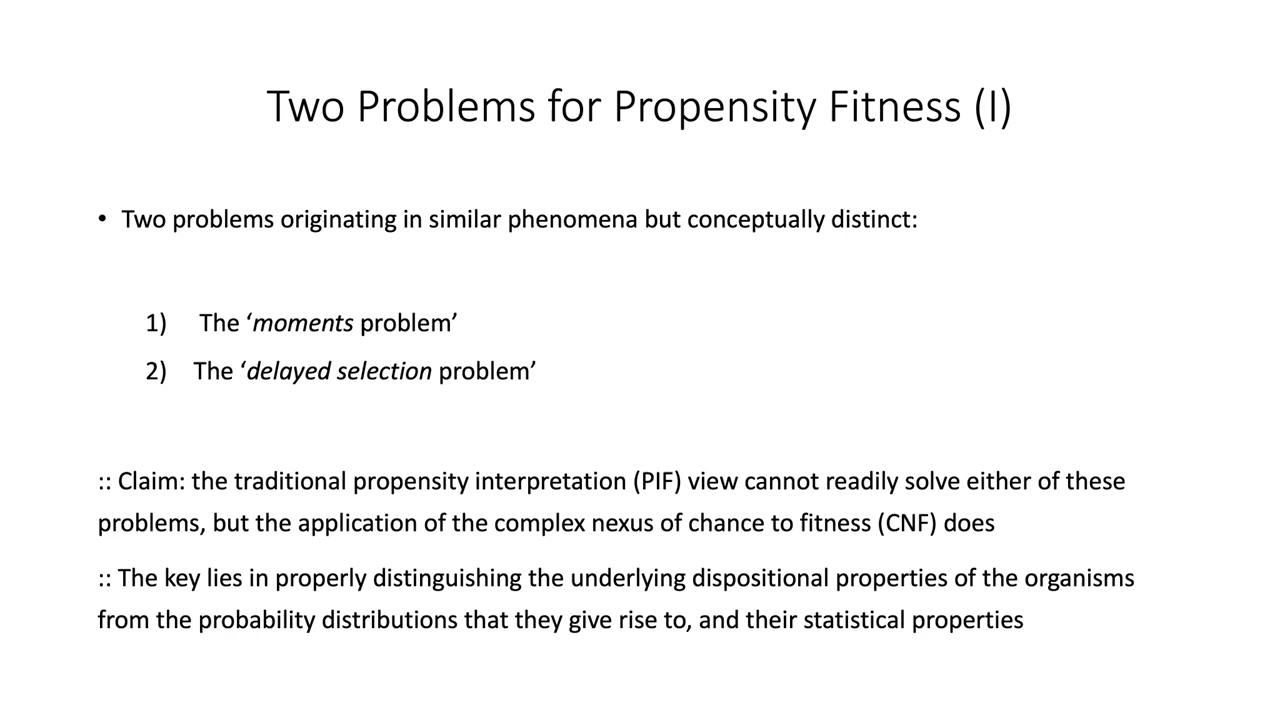 Two Problems for Propensity Fitness (I)
• Two problems originating in similar phenomena but conceptually distinct:
1) The ‘moments problem’
2) The ‘delayed selection problem’
:: Claim: the traditional propensity interpretation (PIF) view cannot readily solve either of these
problems, but the application of the complex nexus of chance to fitness (CNF) does
:: The key lies in properly distinguishing the underlying dispositional properties of the organisms
from the probability distributions that they give rise to, and their statistical properties